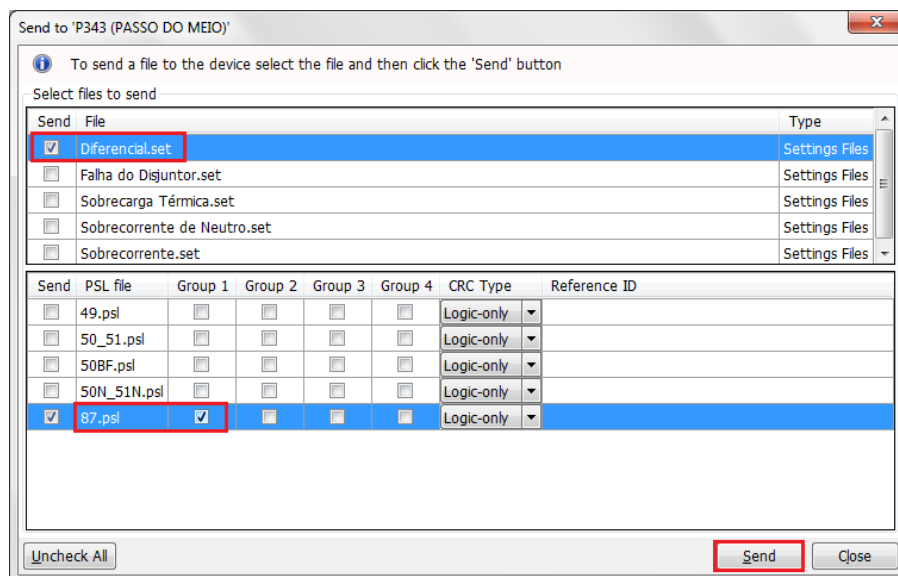 Send to 'P343 (PASSO DO MEIO)'
To send a file to the device select the file and then click the 'Send' button
Select files to send
Send File Type
Diferencial.set Settings Files
Falha do Disjuntor.set Settings Files
Sobrecarga Térmica.set Settings Files
Sobrecorrente de Neutro.set Settings Files
Sobrecorrente.set Settings Files
Send PSL file Group 1 Group 2 Group 3 Group 4 CRC Type Reference ID
49.psl Logic-only
50_51.psl Logic-only
50BF.psl Logic-only
50N_51N.psl Logic-only
87.psl Logic-only
Uncheck All Send Close